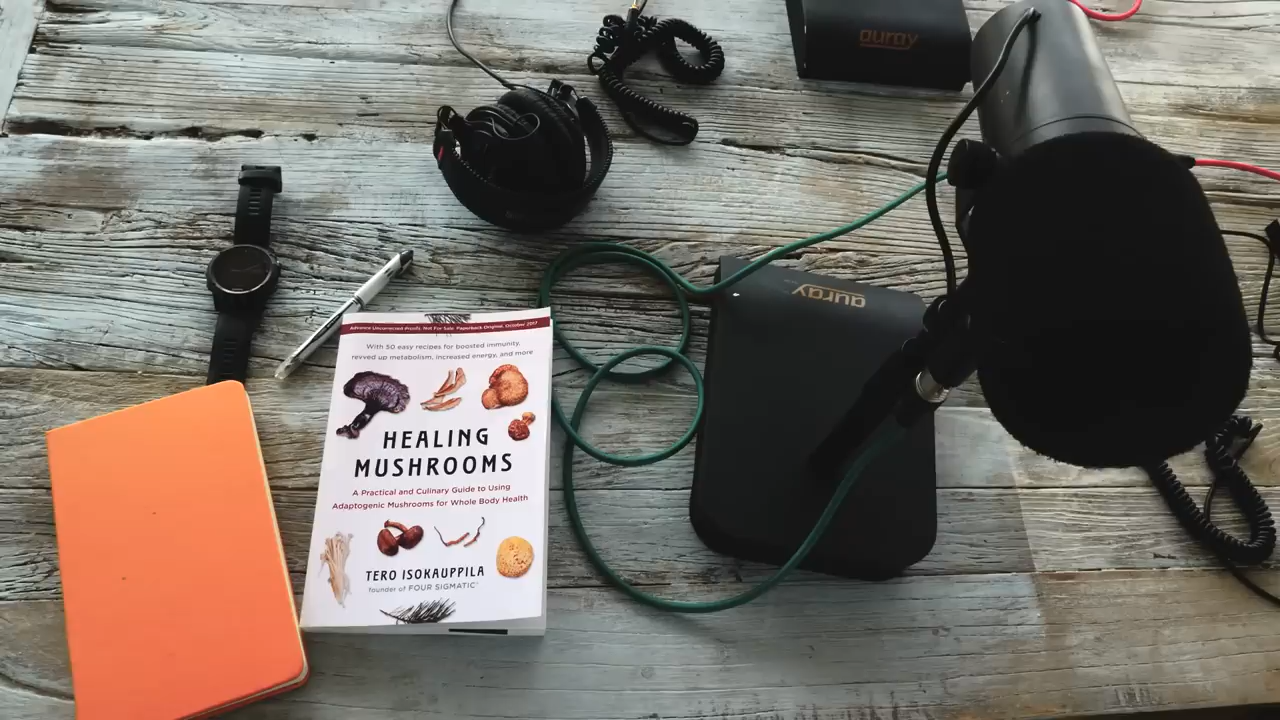 auray
auray
Advance Uncorrected Proofs. Not For Sale. Paperback Original. October 2017
With 50 easy recipes for boosted immunity,
revved up metabolism, increased energy, and more
HEALING
MUSHROOMS
A Practical and Culinary Guide to Using
Adaptogenic Mushrooms for Whole Body Health
TERO ISOKAUPPILA
founder of FOUR SIGMATIC